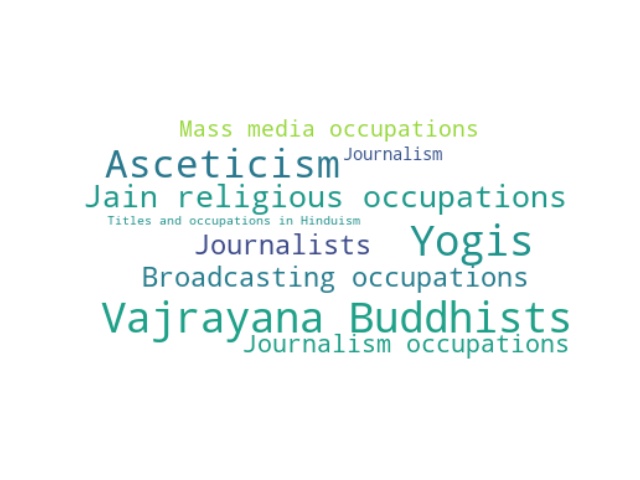 Mass media occupations
Asceticism
Journalism
Jain religious occupations
Titles and occupations in Hinduism
Journalists
Yogis
Broadcasting occupations
Vajrayana Buddhists
Journalism occupations